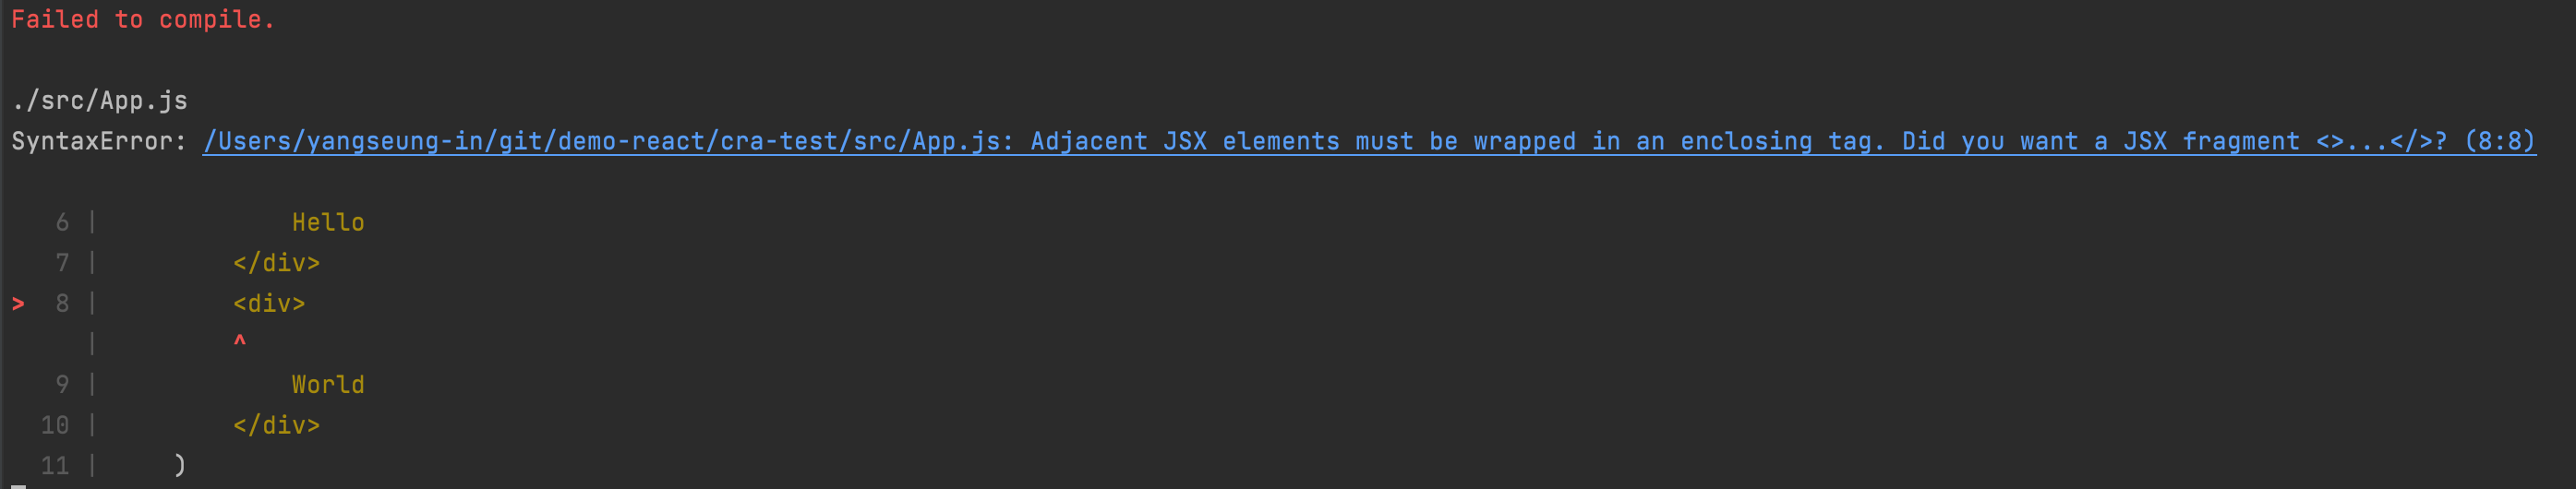 Failed to compile.
./src/App.js
SyntaxError: /Users/yangseung-in/git/demo-react/cra-test/src/App.js: Adjacent JSX elements must be wrapped in an enclosing tag. Did you want a JSX fragment <>...</>? (8:8)
6 |             Hello
7 |         </div>
> 8 |         <div>
|         ^
9 |             World
10 |         </div>
11 |     )